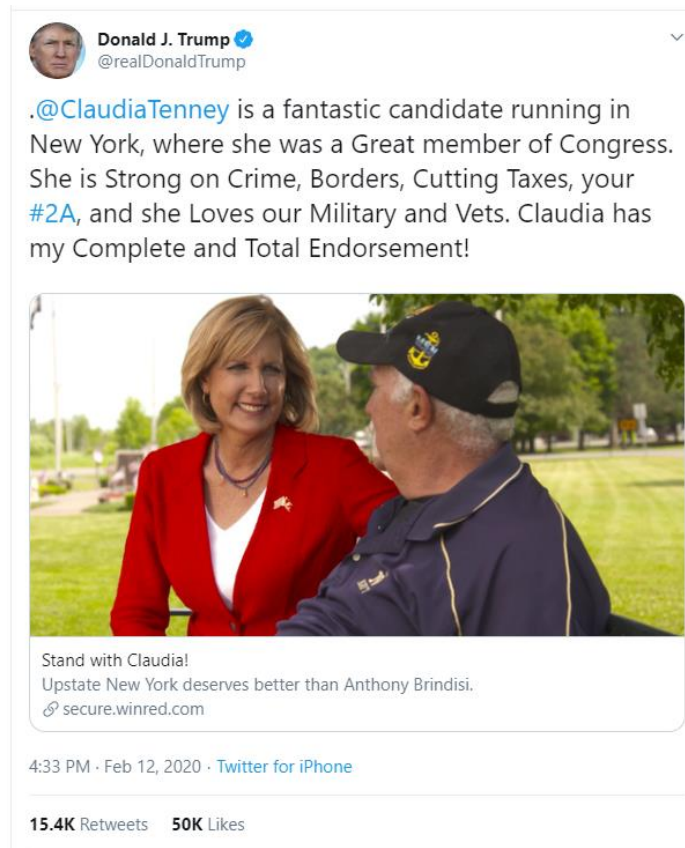 Donald J. Trump
@realDonaldTrump
.@ClaudiaTenney is a fantastic candidate running in
New York, where she was a Great member of Congress.
She is Strong on Crime, Borders, Cutting Taxes, your
#2A, and she Loves our Military and Vets. Claudia has
my Complete and Total Endorsement!
Stand with Claudia!
Upstate New York deserves better than Anthony Brindisi.
secure.winred.com
4:33 PM · Feb 12, 2020 · Twitter for iPhone
15.4K Retweets 50K Likes